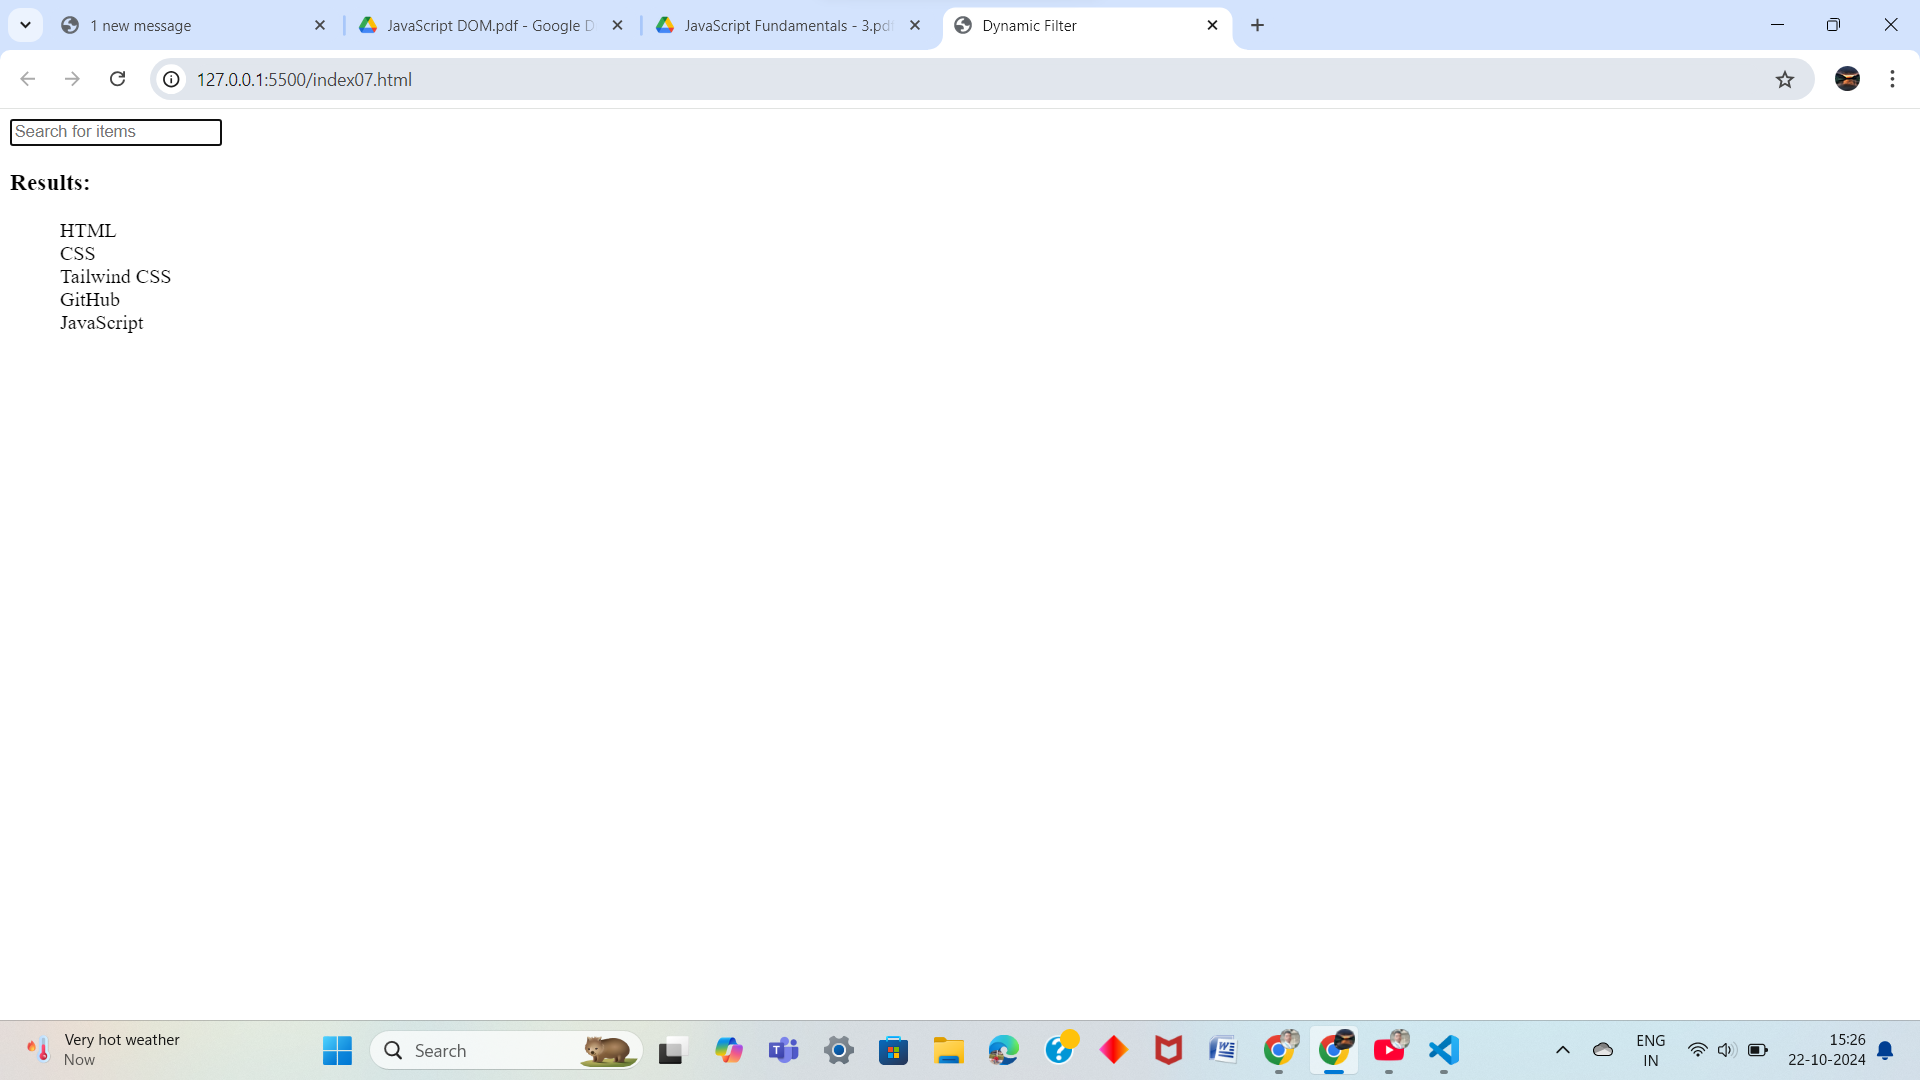 1 new message
JavaScript DOM.pdf - Google D
JavaScript Fundamentals - 3.pdf
Dynamic Filter
127.0.0.1:5500/index07.html
Search for items
Results:
HTML
CSS
Tailwind CSS
GitHub
JavaScript
Very hot weather
Now
Search
ENG
IN
15:26
22-10-2024